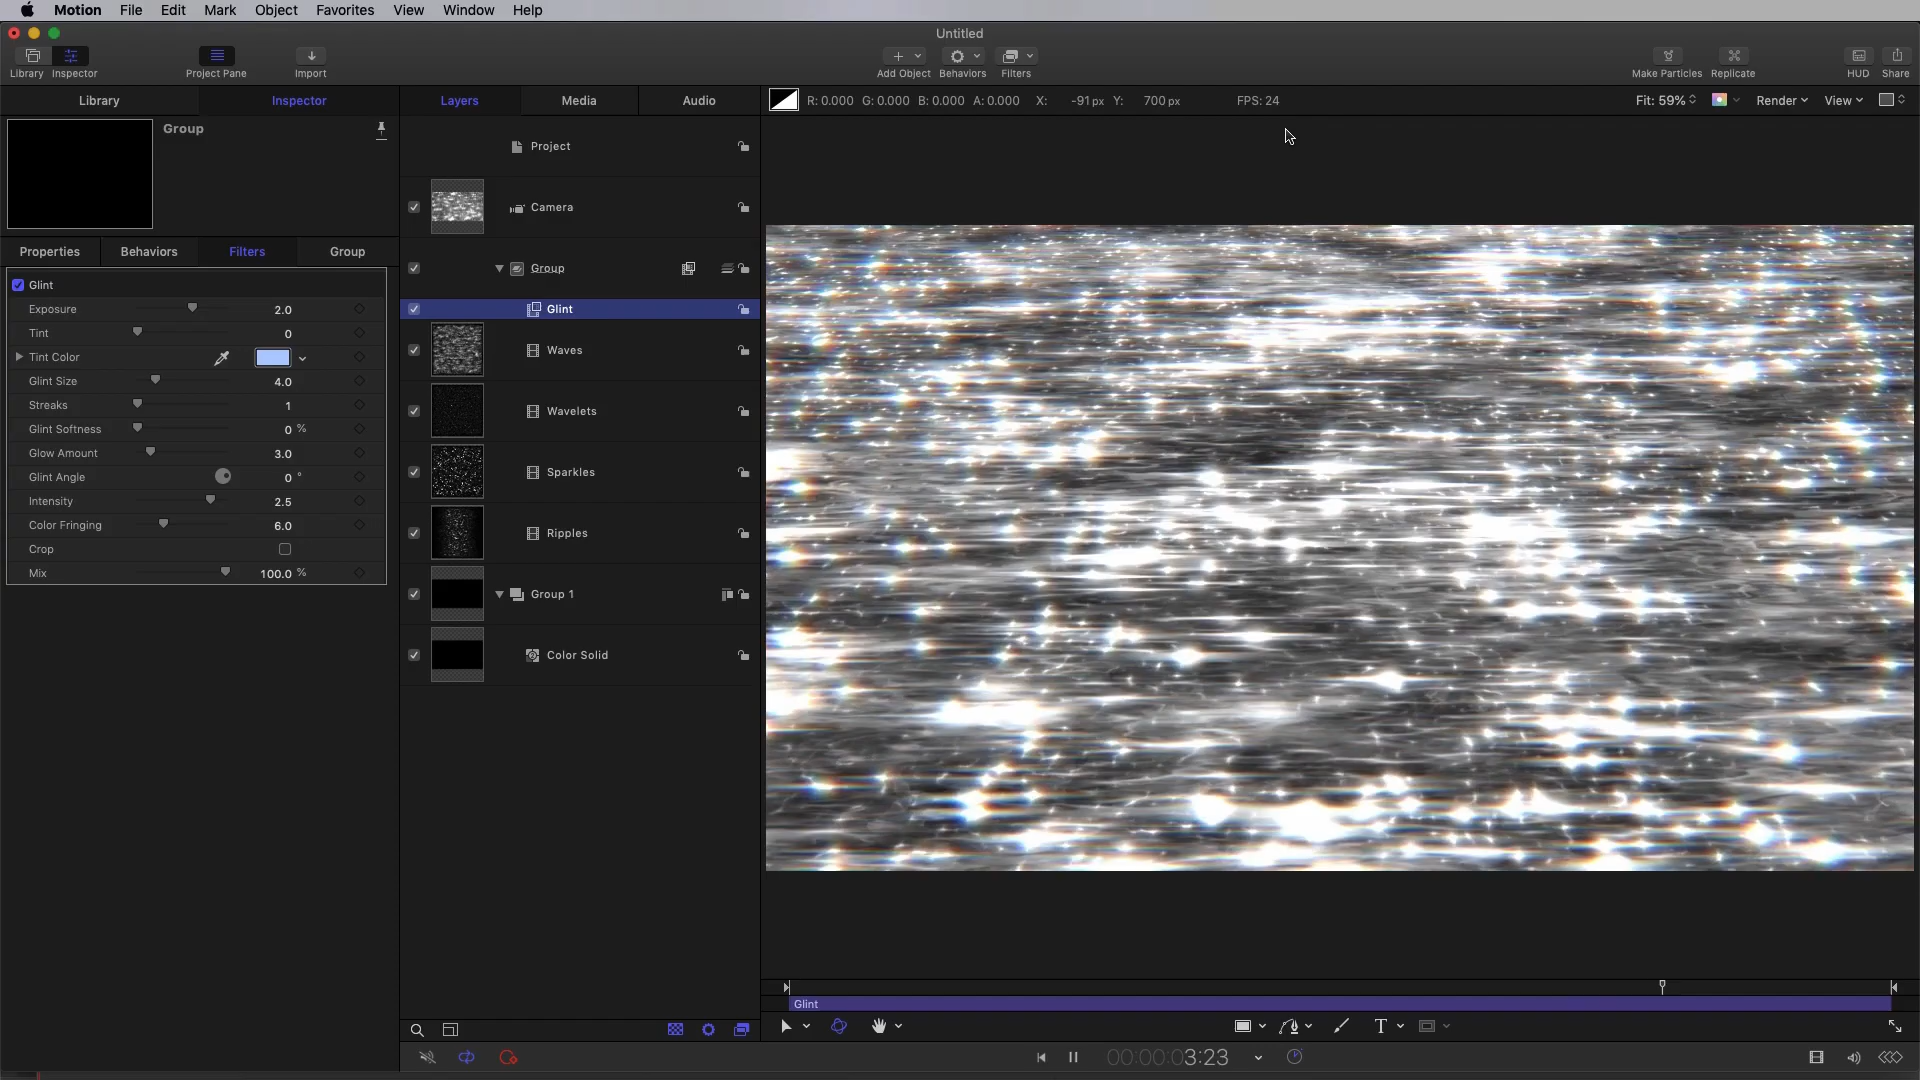 Motion File Edit Mark Object Favorites View Window Help
Untitled
Library Inspector Project Pane Import Add Object Behaviors Filters Make Particles Replicate HUD Share
Library Inspector Layers Media Audio R: 0.000 G: 0.000 B: 0.000 A: 0.000 X: -91 px Y: 700 px FPS: 24 Fit: 59% Render View
Group
Properties Behaviors Filters Group
Glint
Exposure 2.0
Tint 0
Tint Color
Glint Size 4.0
Streaks 1
Glint Softness 0 %
Glow Amount 3.0
Glint Angle 0 °
Intensity 2.5
Color Fringing 6.0
Crop
Mix 100.0 %
Project
Camera
Group
Glint
Waves
Wavelets
Sparkles
Ripples
Group 1
Color Solid
Glint
T
00:00:03:23